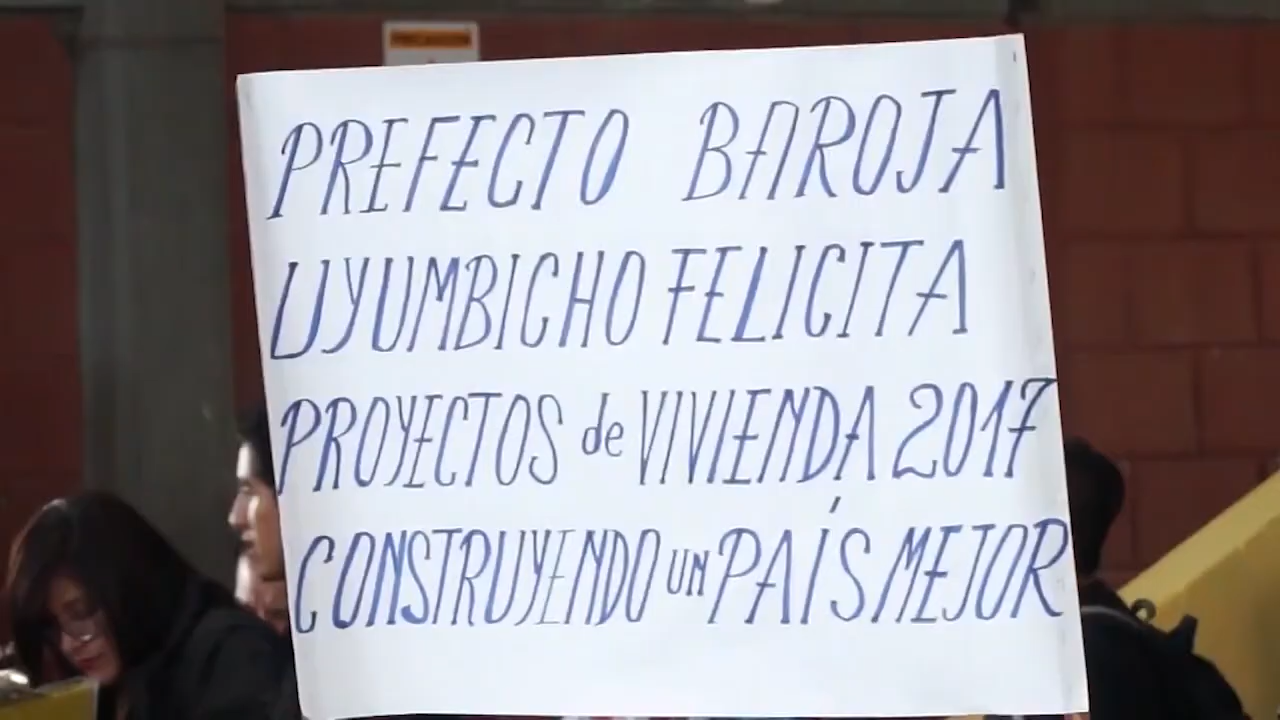 PREFECTO BAROJA
UYUMBICHO FELICITA
PROYECTOS de VIVIENDA 2017
CONSTRUYENDO UN PAÍS MEJOR